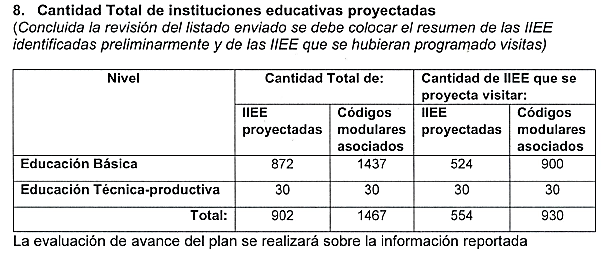 8. Cantidad Total de instituciones educativas proyectadas
(Concluida la revisión del listado enviado se debe colocar el resumen de las IIEE
identificadas preliminarmente y de las IIEE que se hubieran programado visitas)
Nivel Cantidad Total de: Cantidad de IIEE que se
proyecta visitar:
IIEE Códigos IIEE Códigos
proyectadas modulares proyectadas modulares
asociados asociados
Educación Básica 872 1437 524 900
Educación Técnica-productiva 30 30 30 30
Total: 902 1467 554 930
La evaluación de avance del plan se realizará sobre la información reportada